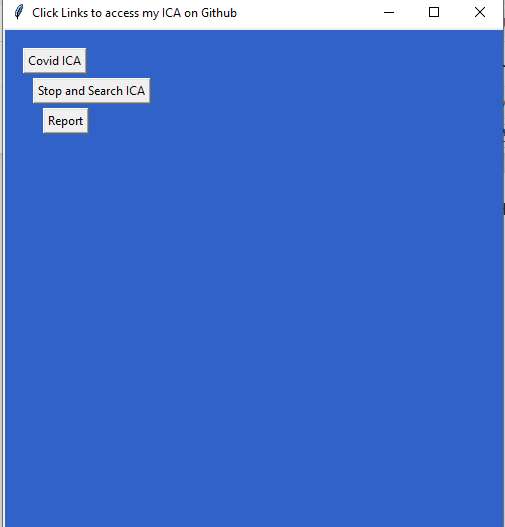 Click Links to access my ICA on Github
Covid ICA
Stop and Search ICA
Report